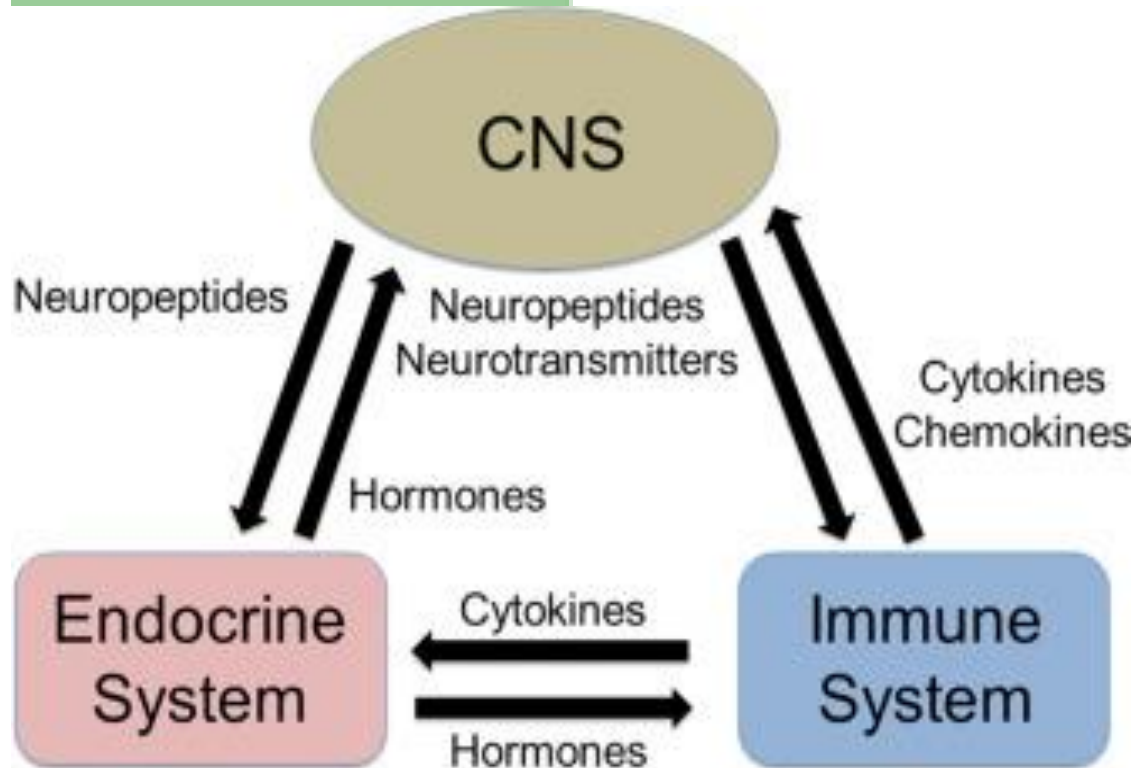 CNS
Neuropeptides
Neuropeptides
Neurotransmitters
Cytokines
Chemokines
Hormones
Endocrine
System
Cytokines
Hormones
Immune
System